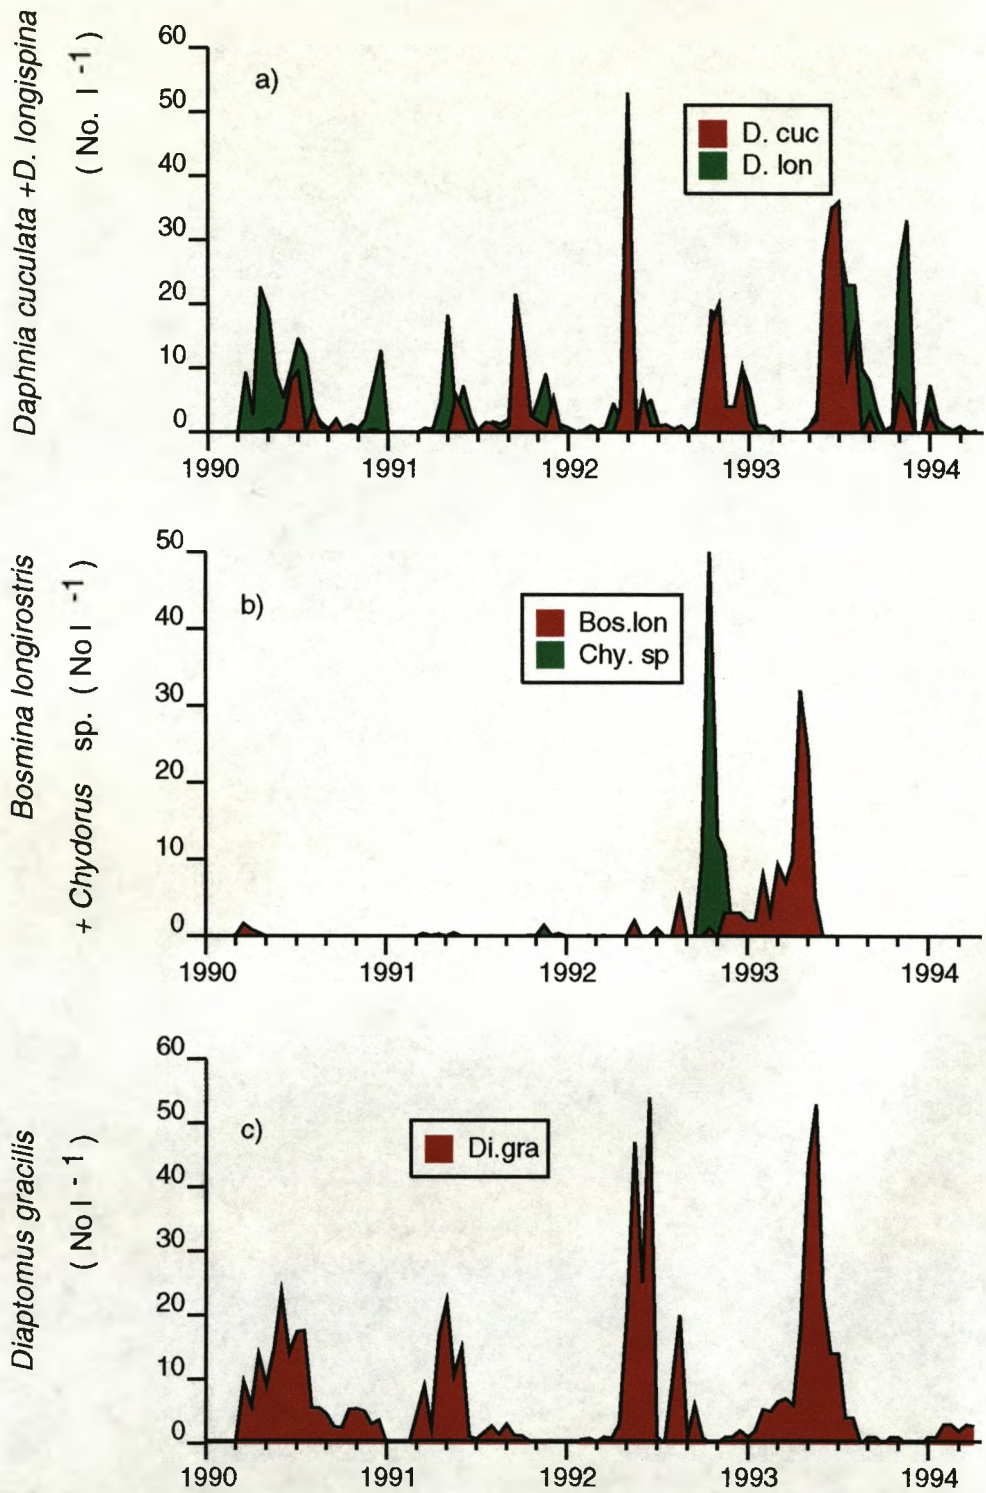 Daphnia cuculata +D. longispina
( No. l -1 )
60
50
40
30
20
10
0
a)
D. cuc
D. lon
1990 1991 1992 1993 1994
Bosmina longirostris
+ Chydorus sp. ( No l -1 )
50
40
30
20
10
0
b)
Bos.lon
Chy. sp
1990 1991 1992 1993 1994
Diaptomus gracilis
( No l -1 )
60
50
40
30
20
10
0
c)
Di.gra
1990 1991 1992 1993 1994